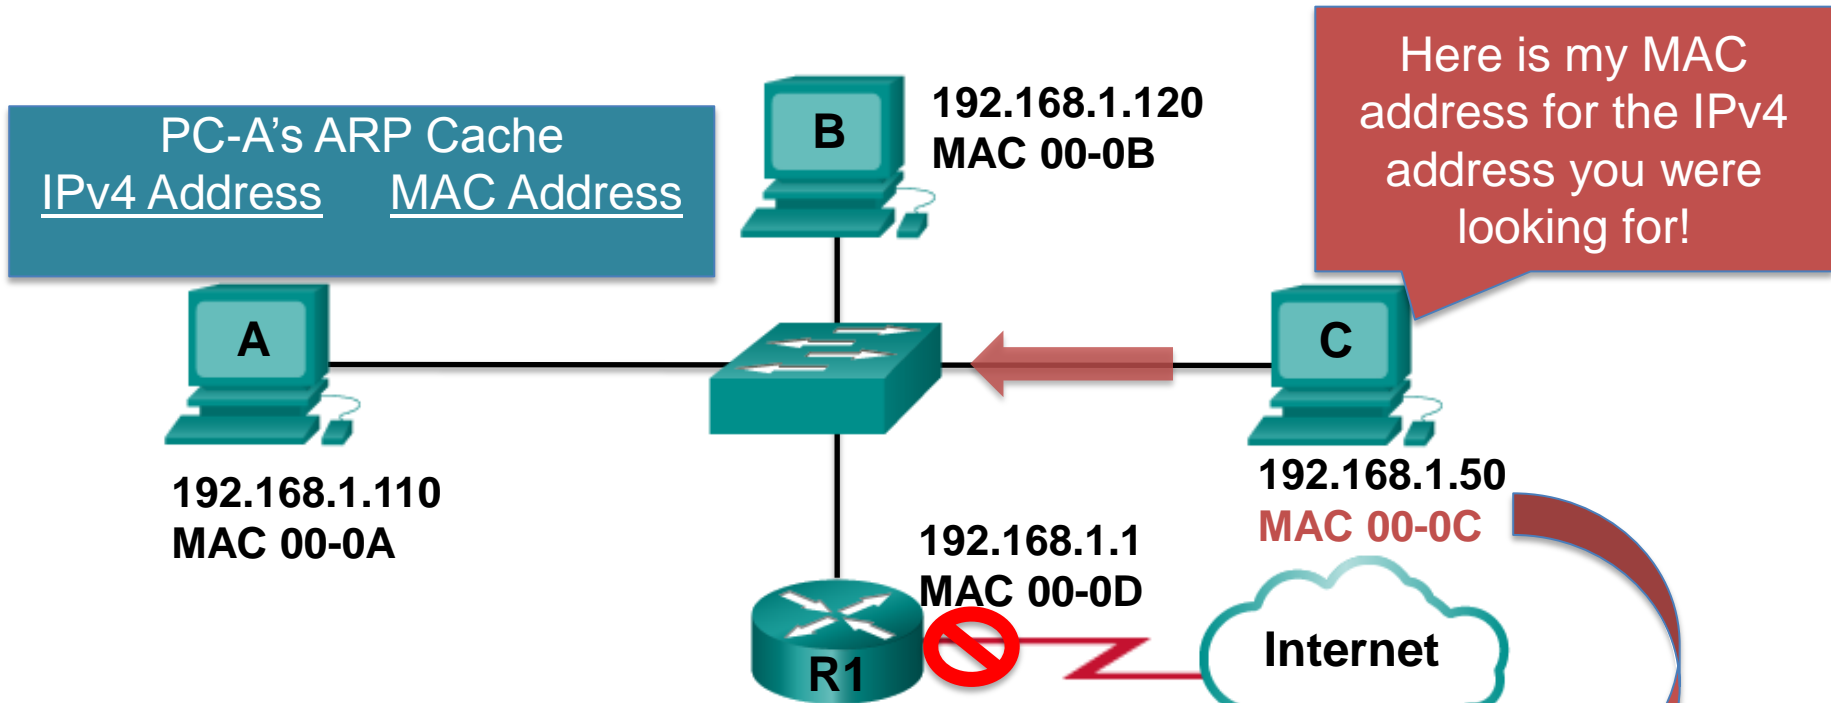 PC-A's ARP Cache
IPv4 Address MAC Address
B
192.168.1.120
MAC 00-0B
Here is my MAC
address for the IPv4
address you were
looking for!
A
192.168.1.110
MAC 00-0A
C
192.168.1.50
MAC 00-0C
192.168.1.1
MAC 00-0D
R1
Internet